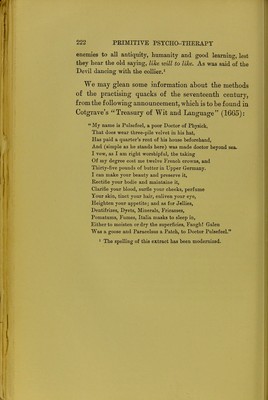 222 PRIMITIVE PSYCHO-THERAPY
enemies to all antiquity, humanity and good learning, lest
they hear the old saying, like will to like. As was said of the
Devil dancing with the collier.¹
We may glean some information about the methods
of the practising quacks of the seventeenth century,
from the following announcement, which is to be found in
Cotgrave's "Treasury of Wit and Language" (1665):
"My name is Pulsefeel, a poor Doctor of Physick,
That does wear three-pile velvet in his hat,
Has paid a quarter's rent of his house beforehand,
And (simple as he stands here) was made doctor beyond sea.
I vow, as I am right worshipful, the taking
Of my degree cost me twelve French crowns, and
Thirty-five pounds of butter in Upper Germany.
I can make your beauty and preserve it,
Rectifie your bodie and maintaine it,
Clarifie your blood, surfle your cheeks, perfume
Your skin, tinct your hair, enliven your eye,
Heighten your appetite; and as for Jellies,
Dentifrizes, Dyets, Minerals, Fricasses,
Pomatums, Fumes, Italia masks to sleep in,
Either to moisten or dry the superficies, Faugh! Galen
Was a goose and Paracelsus a Patch, to Doctor Pulsefeel."
¹ The spelling of this extract has been modernized.